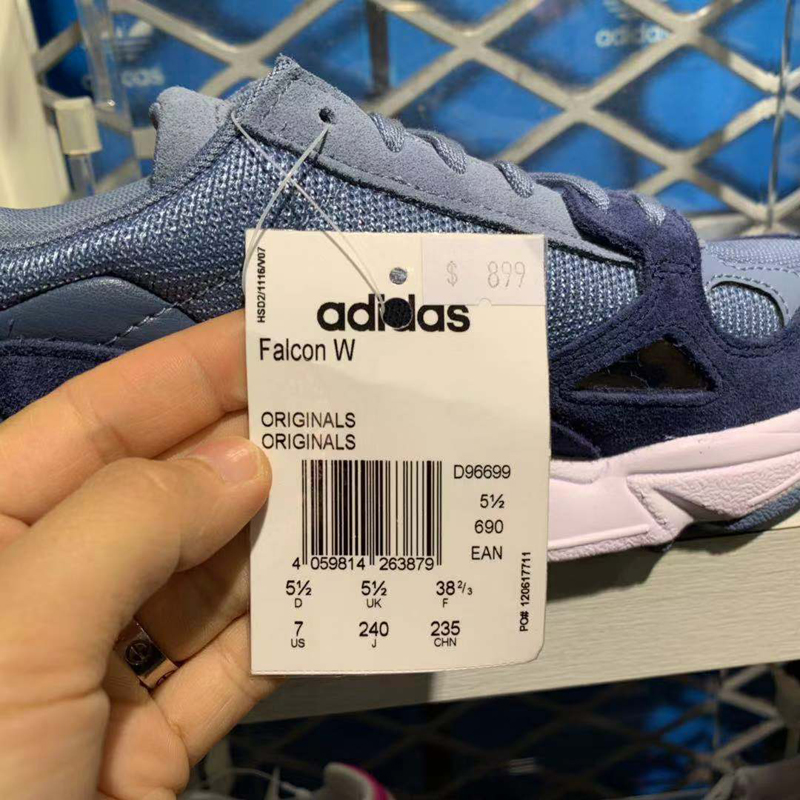 adidas
HSD2/1116/V07
$ 899
adidas
Falcon W
ORIGINALS
ORIGINALS
D96699
5½
690
EAN
4 059814 263879
5½ 5½ 38²/₃
D UK F
7 240 235
US J CHN
PO# 120617711